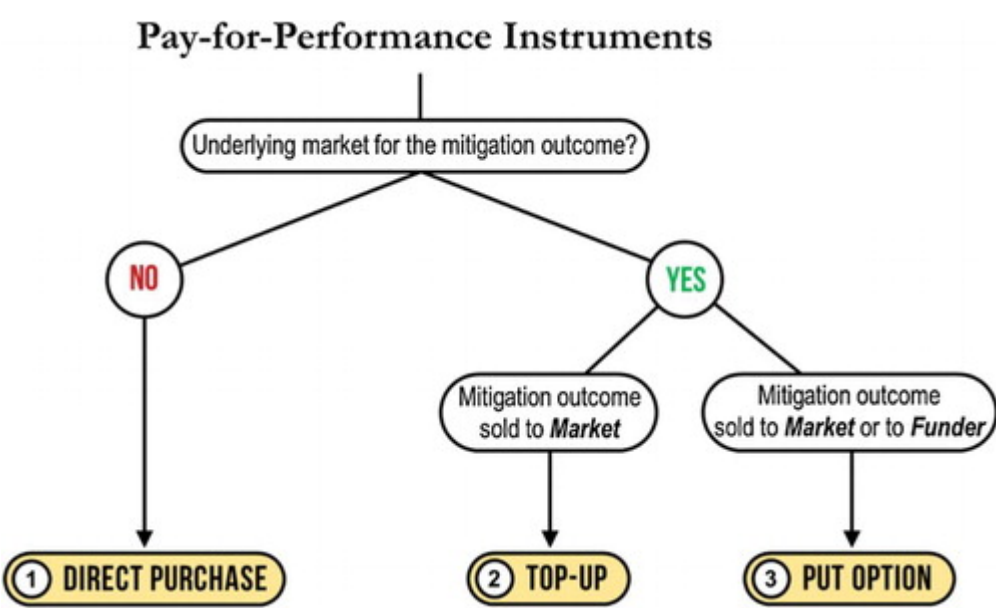 Pay-for-Performance Instruments
Underlying market for the mitigation outcome?
NO
YES
Mitigation outcome
sold to Market
Mitigation outcome
sold to Market or to Funder
1 DIRECT PURCHASE
2 TOP-UP
3 PUT OPTION